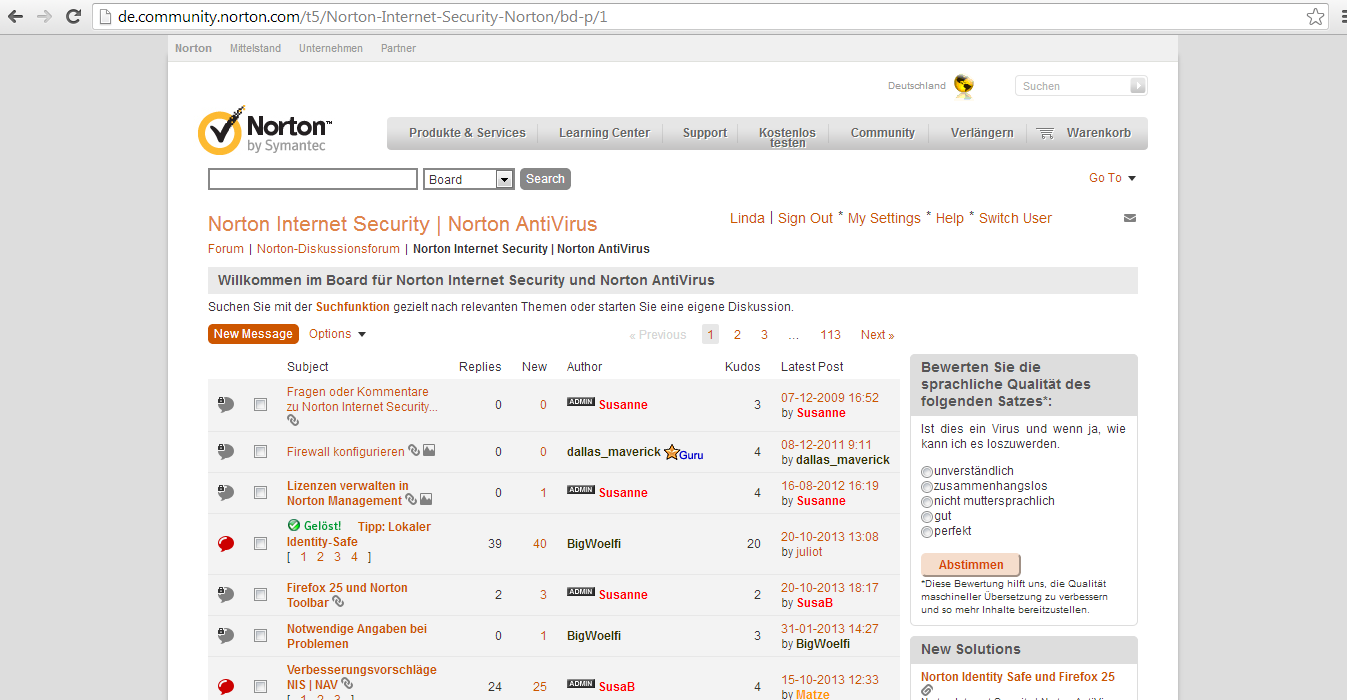 de.community.norton.com/t5/Norton-Internet-Security-Norton/bd-p/1
Norton Mittelstand Unternehmen Partner
Deutschland Suchen
Norton™
by Symantec
Produkte & Services Learning Center Support Kostenlos testen Community Verlängern Warenkorb
Board Search Go To
Norton Internet Security | Norton AntiVirus
Linda | Sign Out * My Settings * Help * Switch User
Forum | Norton-Diskussionsforum | Norton Internet Security | Norton AntiVirus
Willkommen im Board für Norton Internet Security und Norton AntiVirus
Suchen Sie mit der Suchfunktion gezielt nach relevanten Themen oder starten Sie eine eigene Diskussion.
New Message Options « Previous 1 2 3 ... 113 Next »
Subject Replies New Author Kudos Latest Post
Fragen oder Kommentare
zu Norton Internet Security...
0 0 ADMIN Susanne 3
07-12-2009 16:52
by Susanne
Firewall konfigurieren
0 0 dallas_maverick Guru 4
08-12-2011 9:11
by dallas_maverick
Lizenzen verwalten in
Norton Management
0 1 ADMIN Susanne 4
16-08-2012 16:19
by Susanne
Gelöst! Tipp: Lokaler
Identity-Safe
[ 1 2 3 4 ]
39 40 BigWoelfi 20
20-10-2013 13:08
by juliot
Firefox 25 und Norton
Toolbar
2 3 ADMIN Susanne 2
20-10-2013 18:17
by SusaB
Notwendige Angaben bei
Problemen
0 1 BigWoelfi 3
31-01-2013 14:27
by BigWoelfi
Verbesserungsvorschläge
NIS | NAV
[ 1 2 3 ]
24 25 ADMIN SusaB 4
15-10-2013 12:33
by Matze
Bewerten Sie die
sprachliche Qualität des
folgenden Satzes*:
Ist dies ein Virus und wenn ja, wie
kann ich es loszuwerden.
unverständlich
zusammenhangslos
nicht muttersprachlich
gut
perfekt
Abstimmen
*Diese Bewertung hilft uns, die Qualität
maschineller Übersetzung zu verbessern
und so mehr Inhalte bereitzustellen.
New Solutions
Norton Identity Safe und Firefox 25